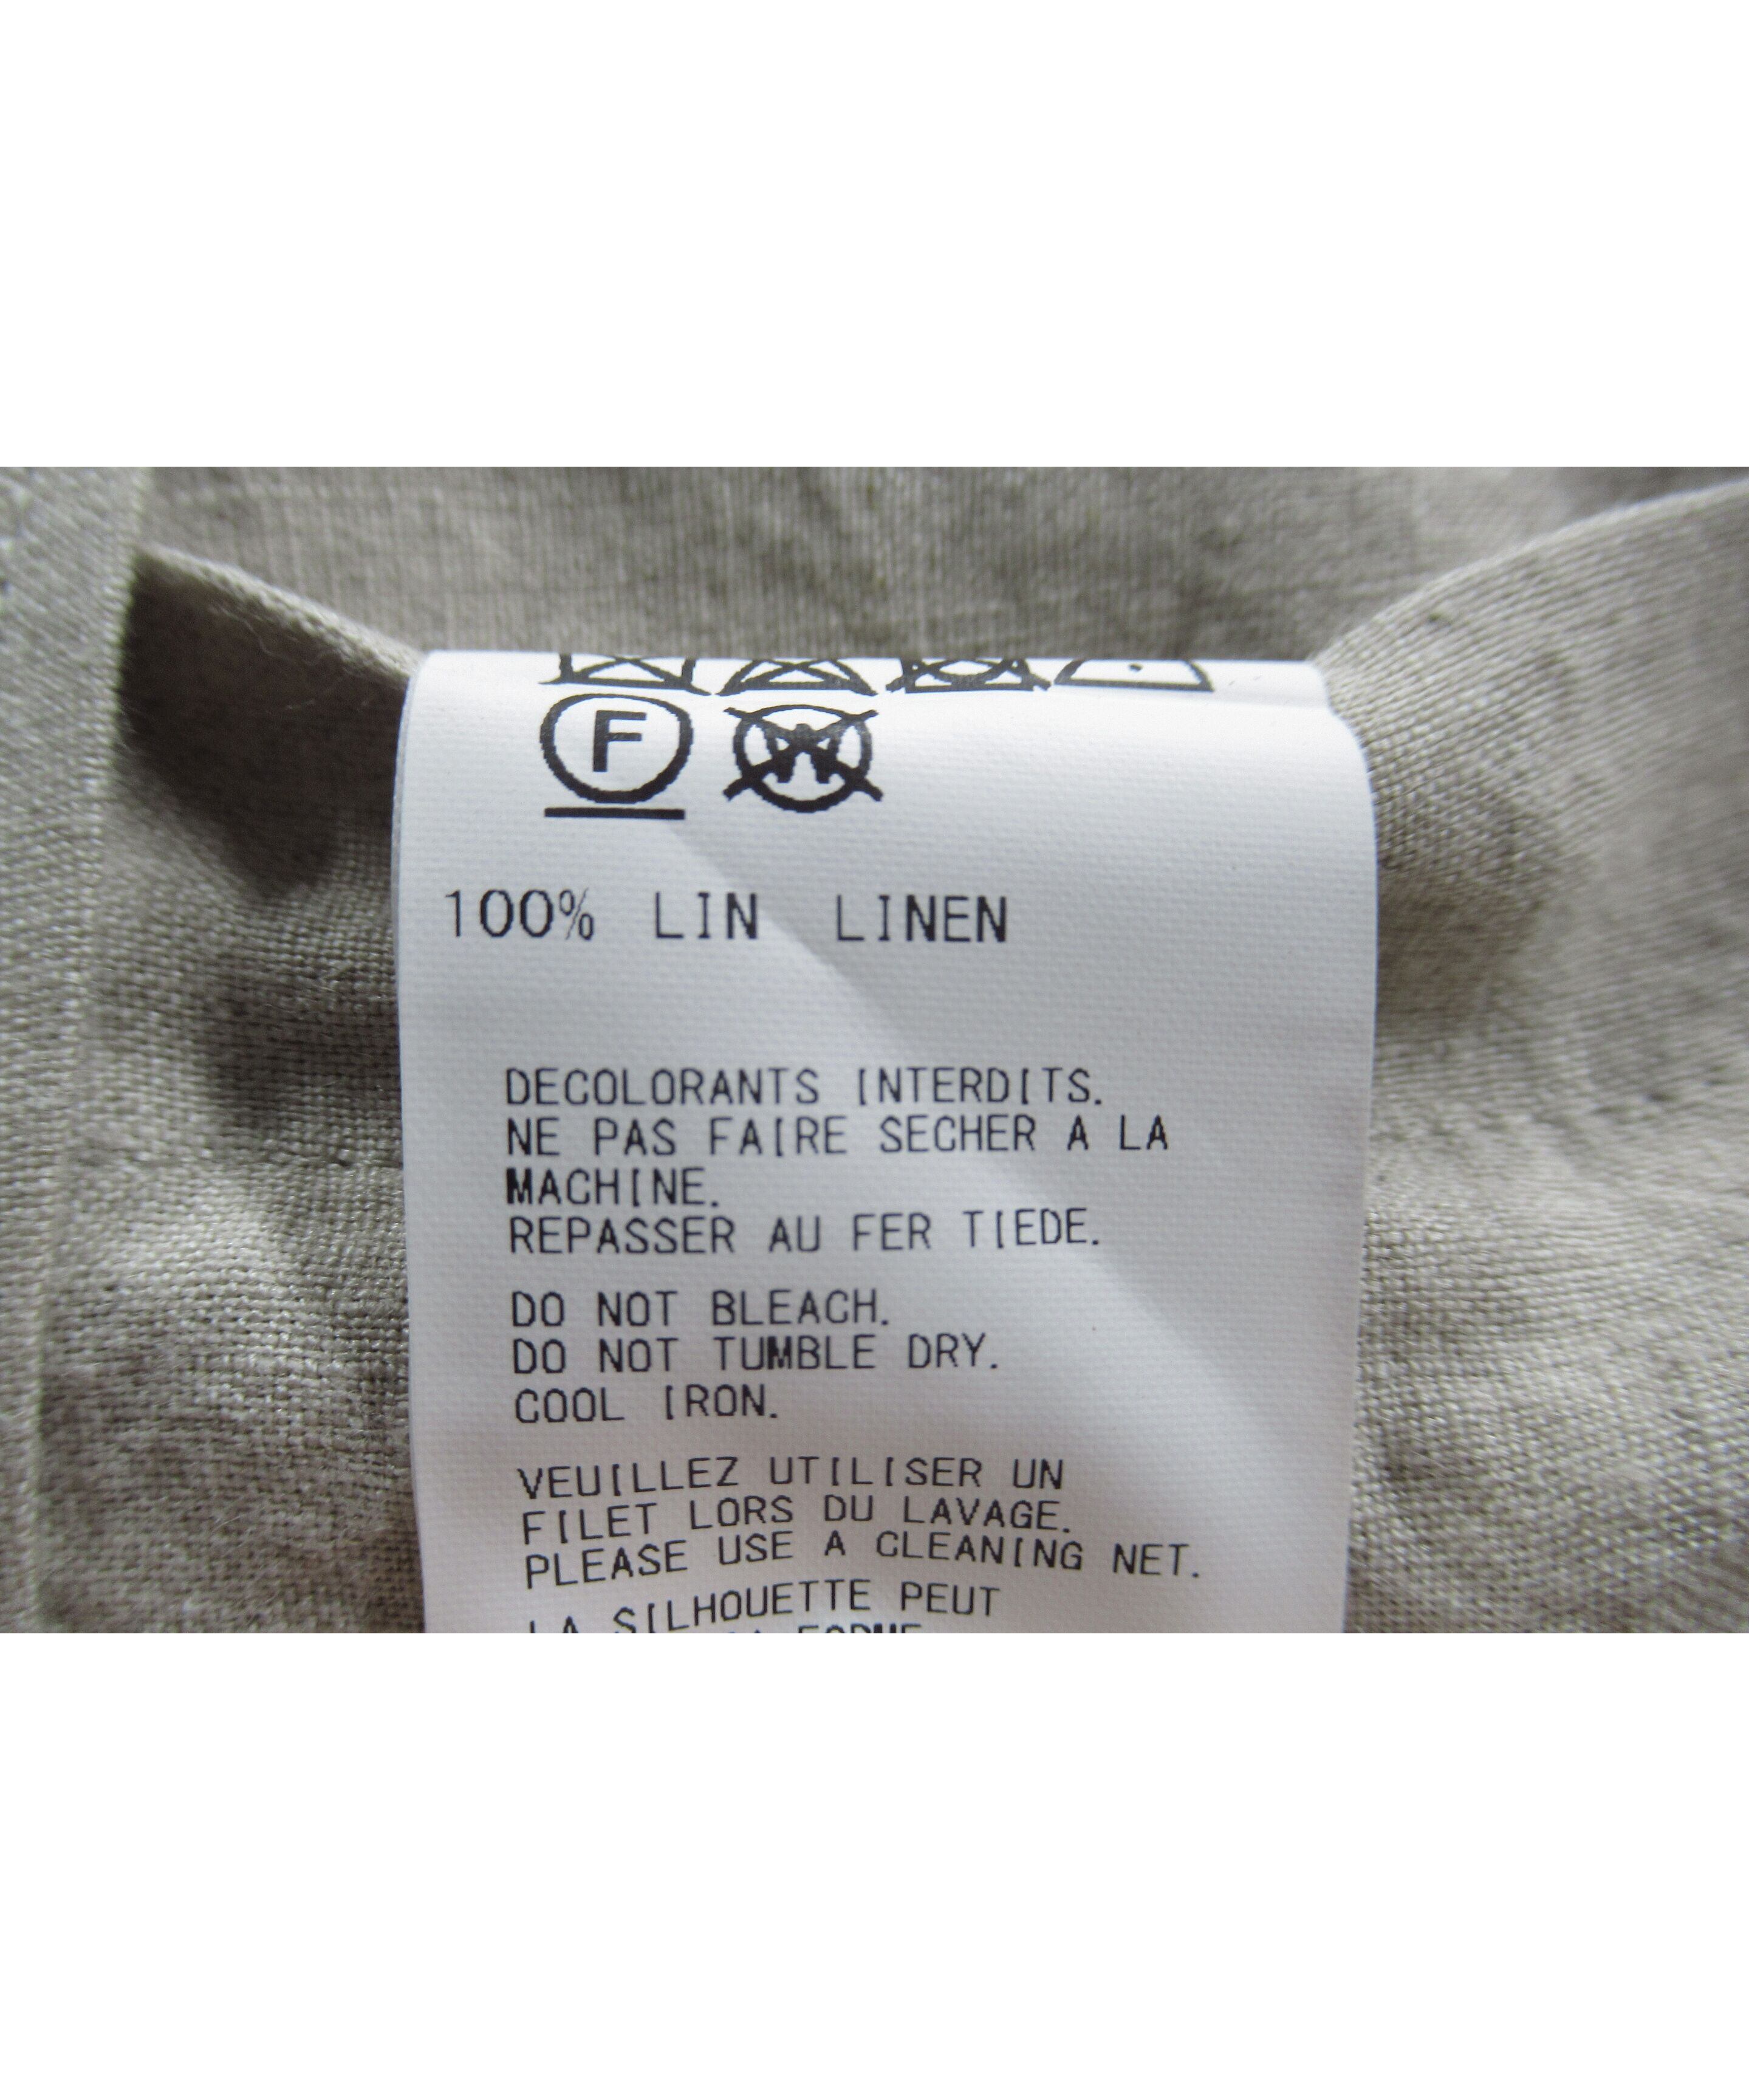 F
W
100% LIN LINEN
DECOLORANTS INTERDITS.
NE PAS FAIRE SECHER A LA
MACHINE.
REPASSER AU FER TIEDE.
DO NOT BLEACH.
DO NOT TUMBLE DRY.
COOL IRON.
VEUILLEZ UTILISER UN
FILET LORS DU LAVAGE.
PLEASE USE A CLEANING NET.
LA SILHOUETTE PEUT
FORME